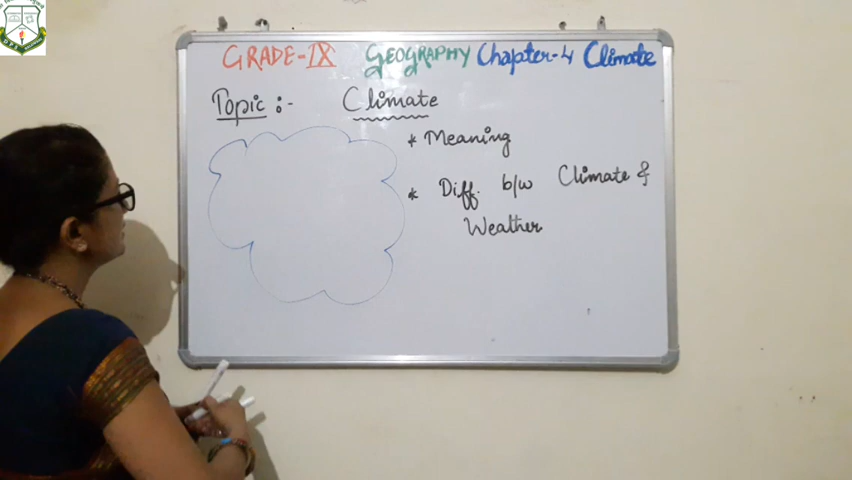 GRADE-IX GEOGRAPHY Chapter-4 Climate
Topic :- Climate
* Meaning
* Diff. b/w Climate &
Weather